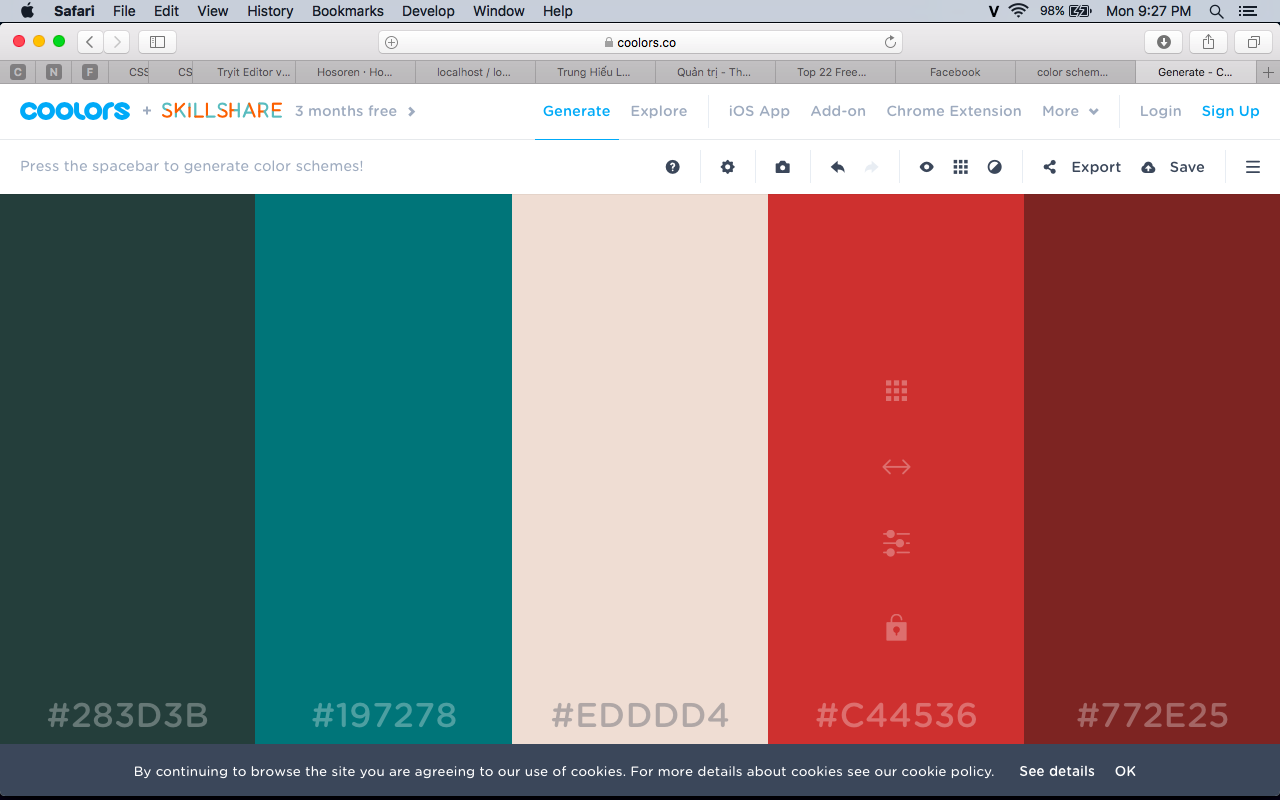 Safari File Edit View History Bookmarks Develop Window Help V 98% Mon 9:27 PM
coolors.co
C N F CSS CS Tryit Editor v... Hosoren · Ho... localhost / lo... Trung Hiếu L... Quản trị - Th... Top 22 Free... Facebook color schem... Generate - C...
coolors + SKILLSHARE 3 months free Generate Explore iOS App Add-on Chrome Extension More Login Sign Up
Press the spacebar to generate color schemes! Export Save
#283D3B #197278 #EDDDD4 #C44536 #772E25
By continuing to browse the site you are agreeing to our use of cookies. For more details about cookies see our cookie policy. See details OK